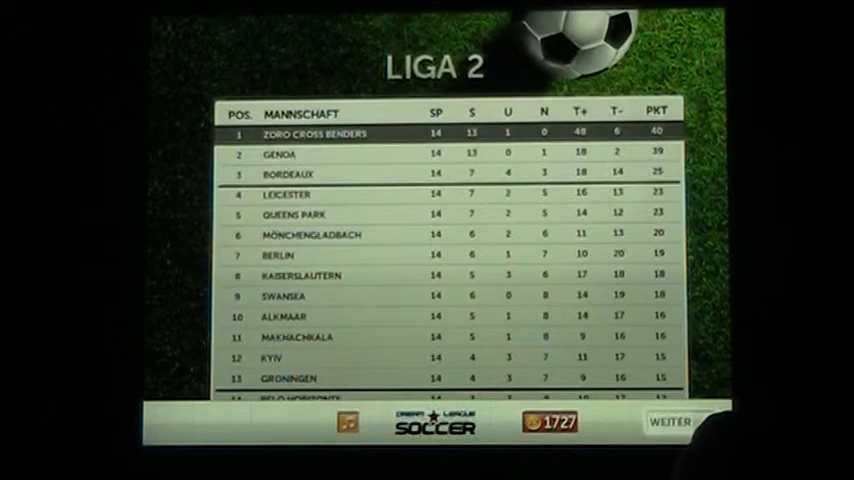 LIGA 2
POS. MANNSCHAFT SP S U N T+ T- PKT
1 ZORO CROSS BENDERS 14 13 1 0 48 6 40
2 GENOA 14 13 0 1 18 2 39
3 BORDEAUX 14 7 4 3 18 14 25
4 LEICESTER 14 7 2 5 16 13 23
5 QUEENS PARK 14 7 2 5 14 12 23
6 MÖNCHENGLADBACH 14 6 2 6 11 13 20
7 BERLIN 14 6 1 7 10 20 19
8 KAISERSLAUTERN 14 5 3 6 17 18 18
9 SWANSEA 14 6 0 8 14 19 18
10 ALKMAAR 14 5 1 8 14 17 16
11 MAKHACHKALA 14 5 1 8 9 16 16
12 KYIV 14 4 3 7 11 17 15
13 GRONINGEN 14 4 3 7 9 16 15
14 BELO HORIZONTE 14
DREAM LEAGUE
SOCCER
1727
WEITER